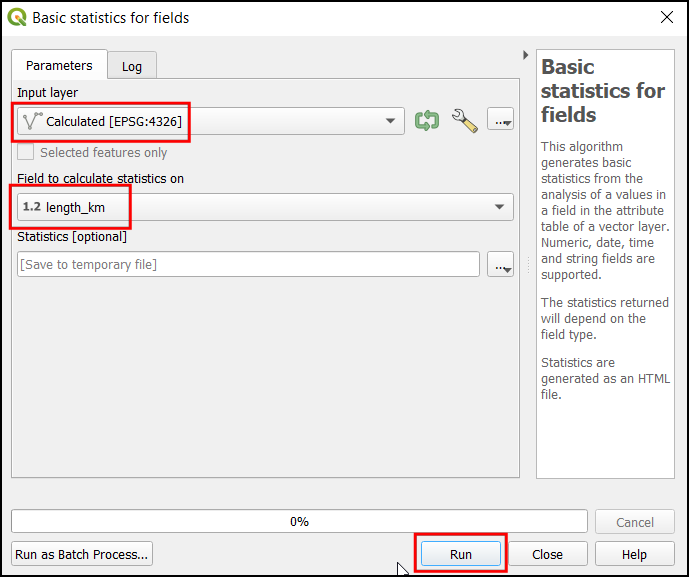 Basic statistics for fields
Parameters
Log
Input layer
Calculated [EPSG:4326]
...
Selected features only
Field to calculate statistics on
1.2 length_km
Statistics [optional]
[Save to temporary file]
...
Basic
statistics for
fields
This algorithm
generates basic
statistics from the
analysis of a values in
a field in the attribute
table of a vector layer.
Numeric, date, time
and string fields are
supported.
The statistics returned
will depend on the
field type.
Statistics are
generated as an HTML
file.
0%
Cancel
Run as Batch Process...
Run
Close
Help